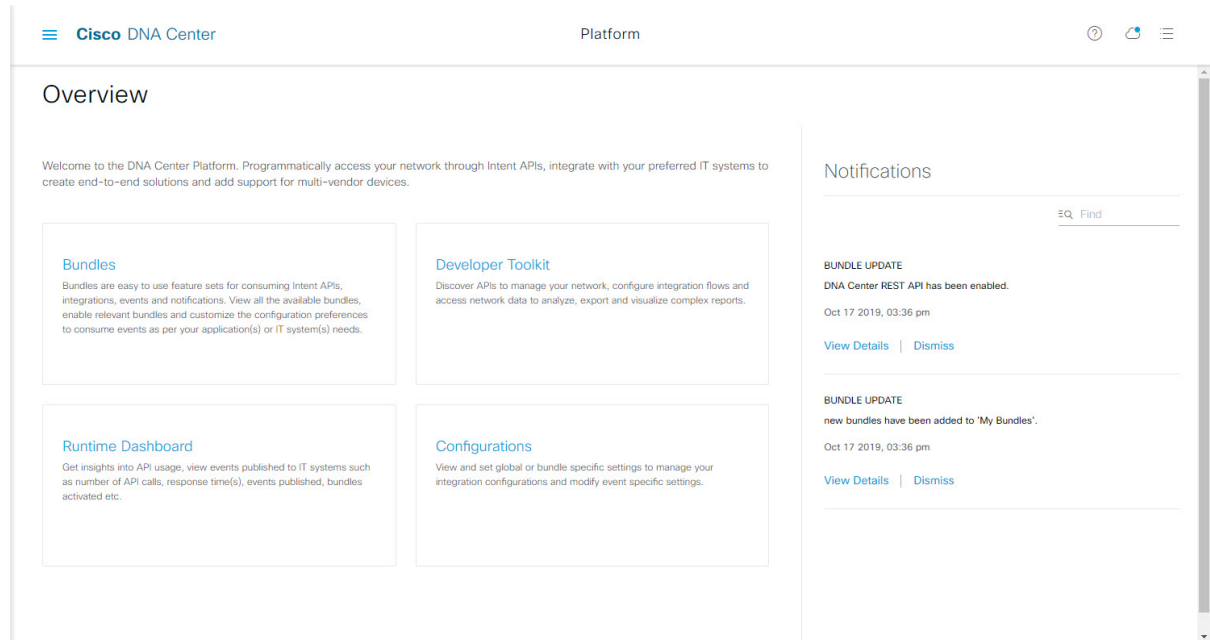 Cisco DNA Center
Platform
Overview
Welcome to the DNA Center Platform. Programmatically access your network through Intent APIs, integrate with your preferred IT systems to
create end-to-end solutions and add support for multi-vendor devices.
Bundles
Bundles are easy to use feature sets for consuming Intent APIs,
integrations, events and notifications. View all the available bundles,
enable relevant bundles and customize the configuration preferences
to consume events as per your application(s) or IT system(s) needs.
Developer Toolkit
Discover APIs to manage your network, configure integration flows and
access network data to analyze, export and visualize complex reports.
Runtime Dashboard
Get insights into API usage, view events published to IT systems such
as number of API calls, response time(s), events published, bundles
activated etc.
Configurations
View and set global or bundle specific settings to manage your
integration configurations and modify event specific settings.
Notifications
Find
BUNDLE UPDATE
DNA Center REST API has been enabled.
Oct 17 2019, 03:36 pm
View Details | Dismiss
BUNDLE UPDATE
new bundles have been added to 'My Bundles'.
Oct 17 2019, 03:36 pm
View Details | Dismiss